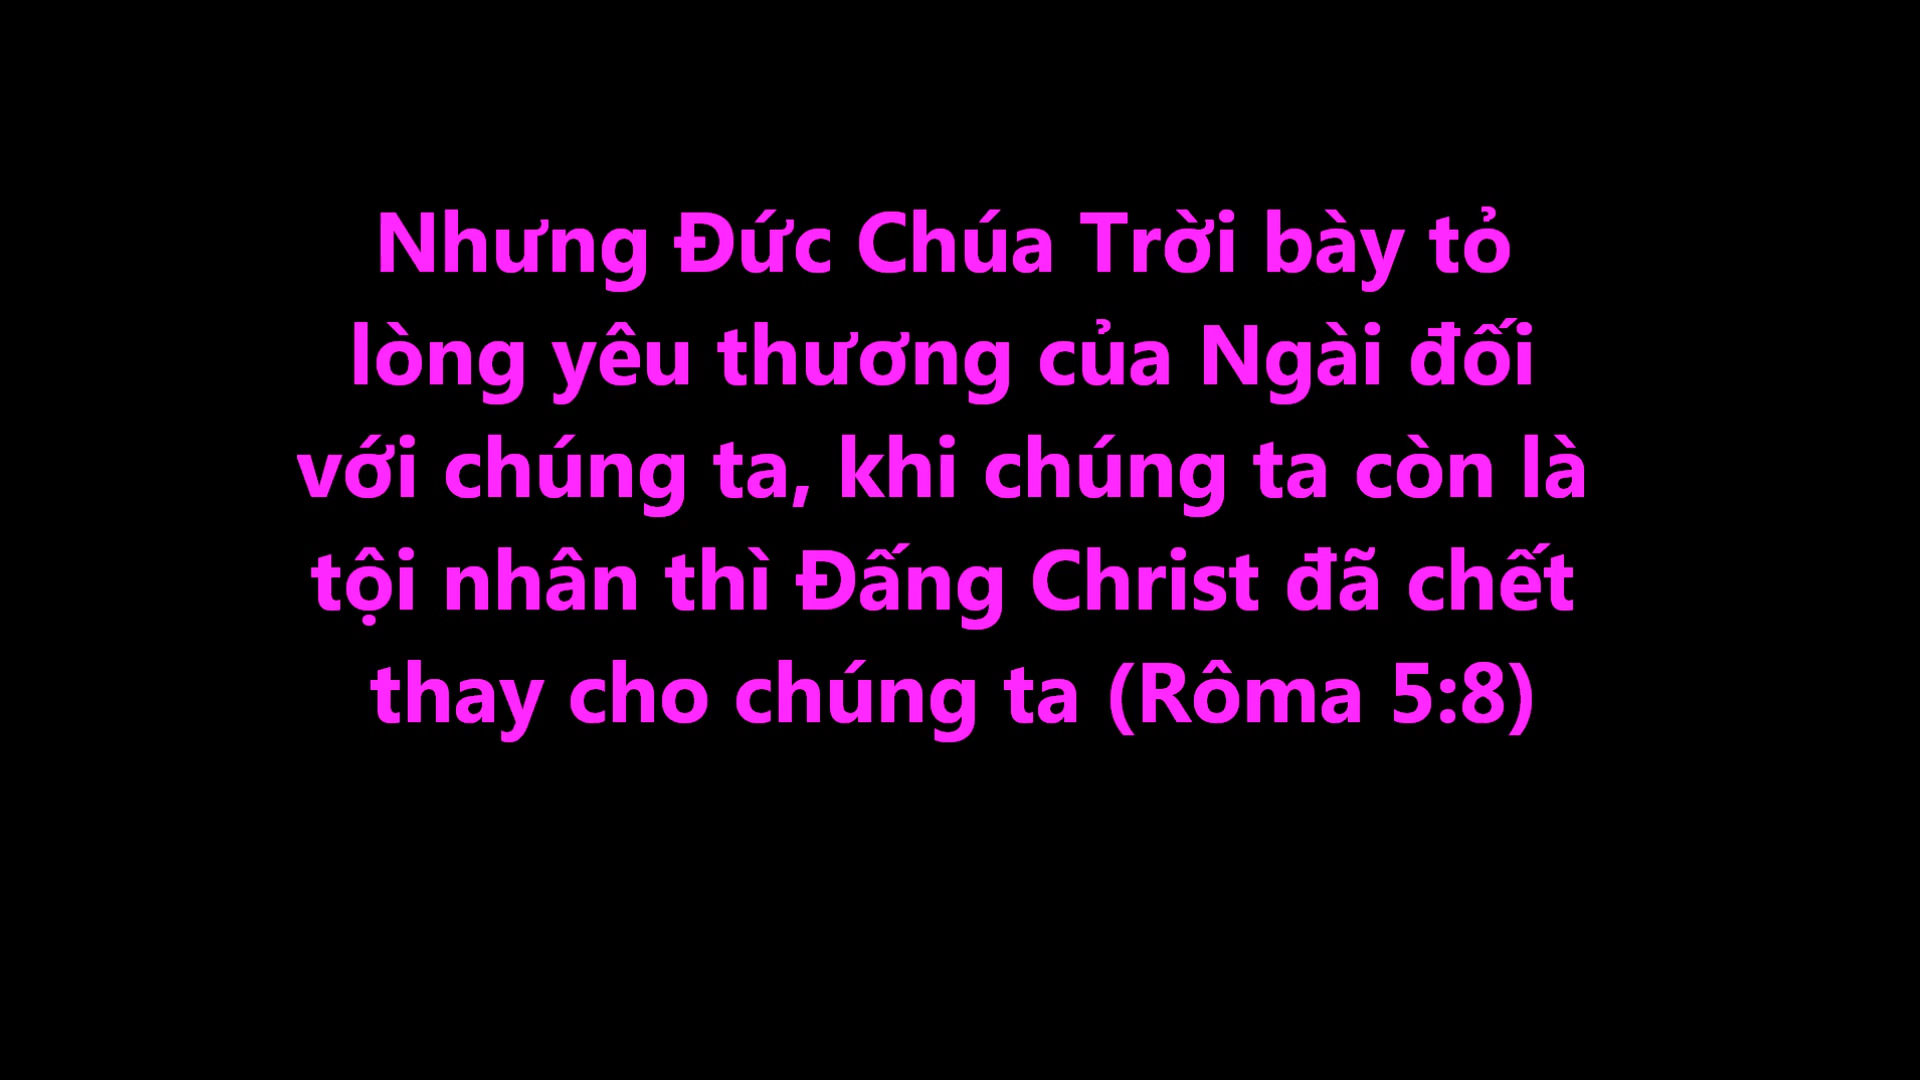 Nhưng Đức Chúa Trời bày tỏ
lòng yêu thương của Ngài đối
với chúng ta, khi chúng ta còn là
tội nhân thì Đấng Christ đã chết
thay cho chúng ta (Rôma 5:8)